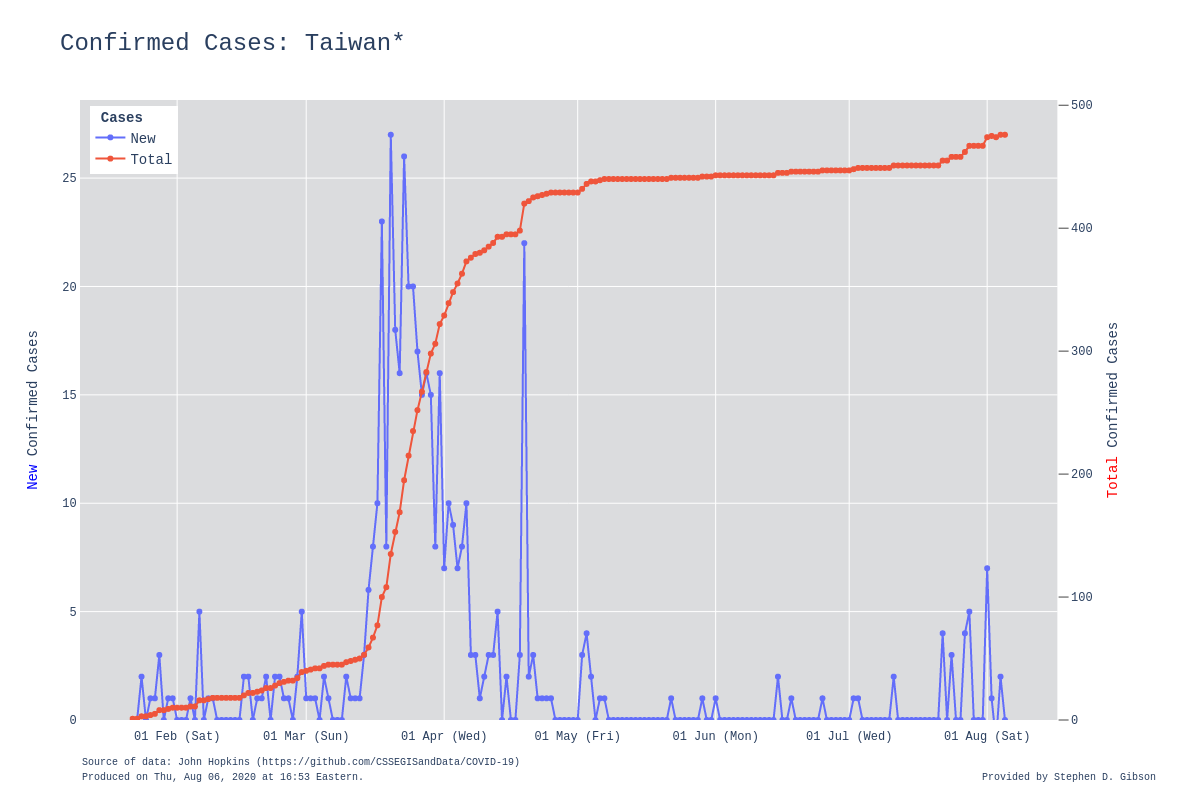 Confirmed Cases: Taiwan*
Cases
New
Total
500
400
300
200
100
0
25
20
15
10
5
0
New Confirmed Cases
Total Confirmed Cases
01 Feb (Sat)
01 Mar (Sun)
01 Apr (Wed)
01 May (Fri)
01 Jun (Mon)
01 Jul (Wed)
01 Aug (Sat)
Source of data: John Hopkins (https://github.com/CSSEGISandData/COVID-19)
Produced on Thu, Aug 06, 2020 at 16:53 Eastern.
Provided by Stephen D. Gibson